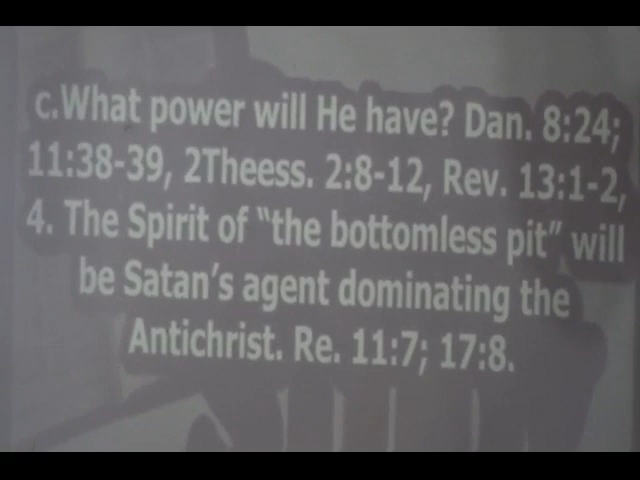 c.What power will He have? Dan. 8:24;
11:38-39, 2Theess. 2:8-12, Rev. 13:1-2,
4. The Spirit of “the bottomless pit” will
be Satan’s agent dominating the
Antichrist. Re. 11:7; 17:8.